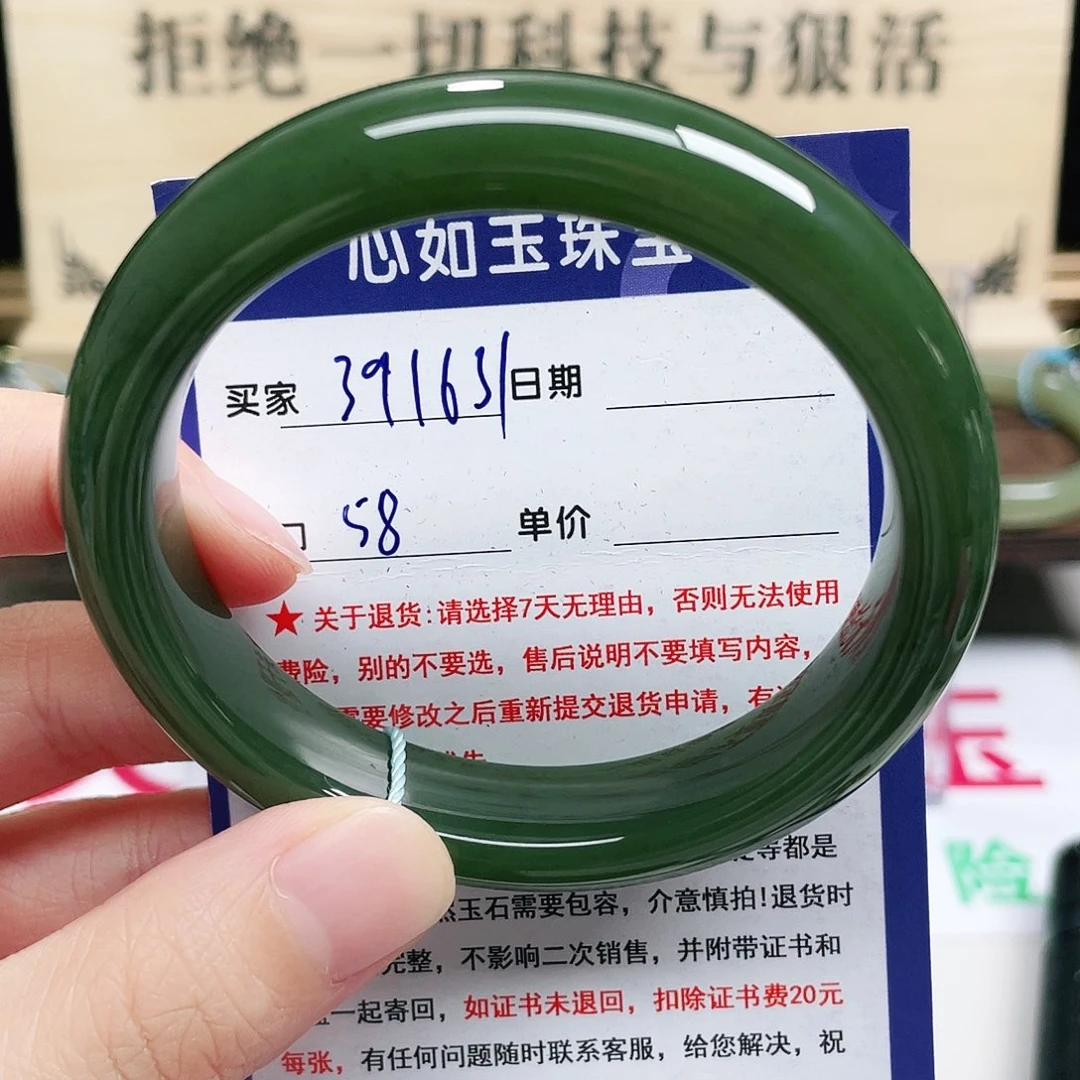 拒绝一切科技与狠活
心如玉珠宝
买家 391631 日期
58 单价
★ 关于退货:请选择7天无理由，否则无法使用
费险，别的不要选，售后说明不要填写内容，
需要修改之后重新提交退货申请，有
玉
险
等都是
然玉石需要包容，介意慎拍!退货时
完整，不影响二次销售，并附带证书和
一起寄回，如证书未退回，扣除证书费20元
每张，有任何问题随时联系客服，给您解决，祝